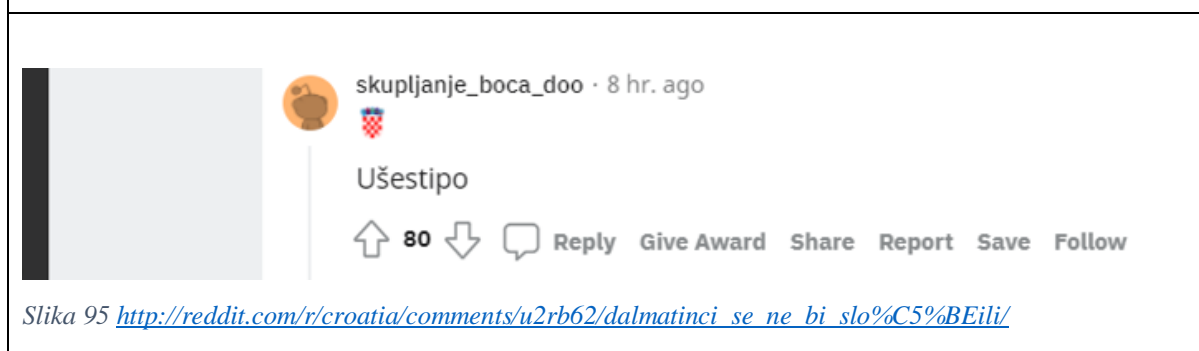 skupljanje_boca_doo · 8 hr. ago
Ušestipo
80 Reply Give Award Share Report Save Follow
Slika 95 http://reddit.com/r/croatia/comments/u2rb62/dalmatinci_se_ne_bi_slo%C5%BEili/